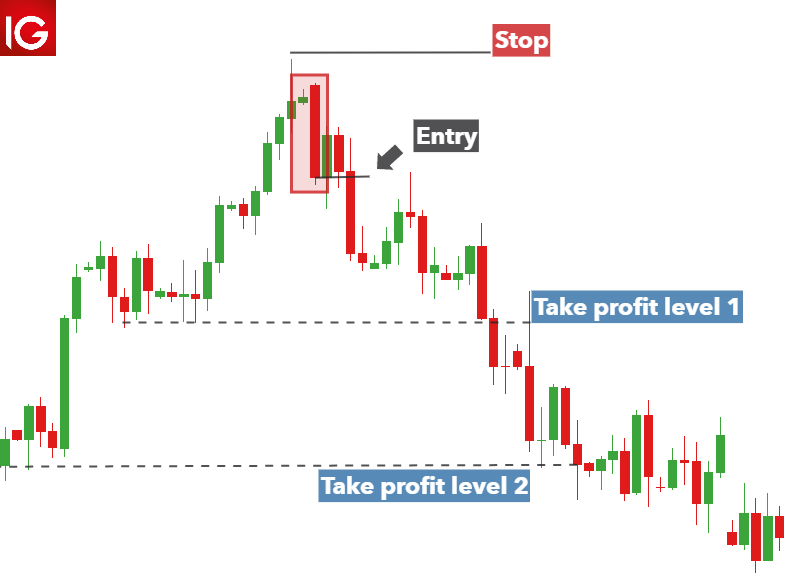 IG
Stop
Entry
Take profit level 1
Take profit level 2